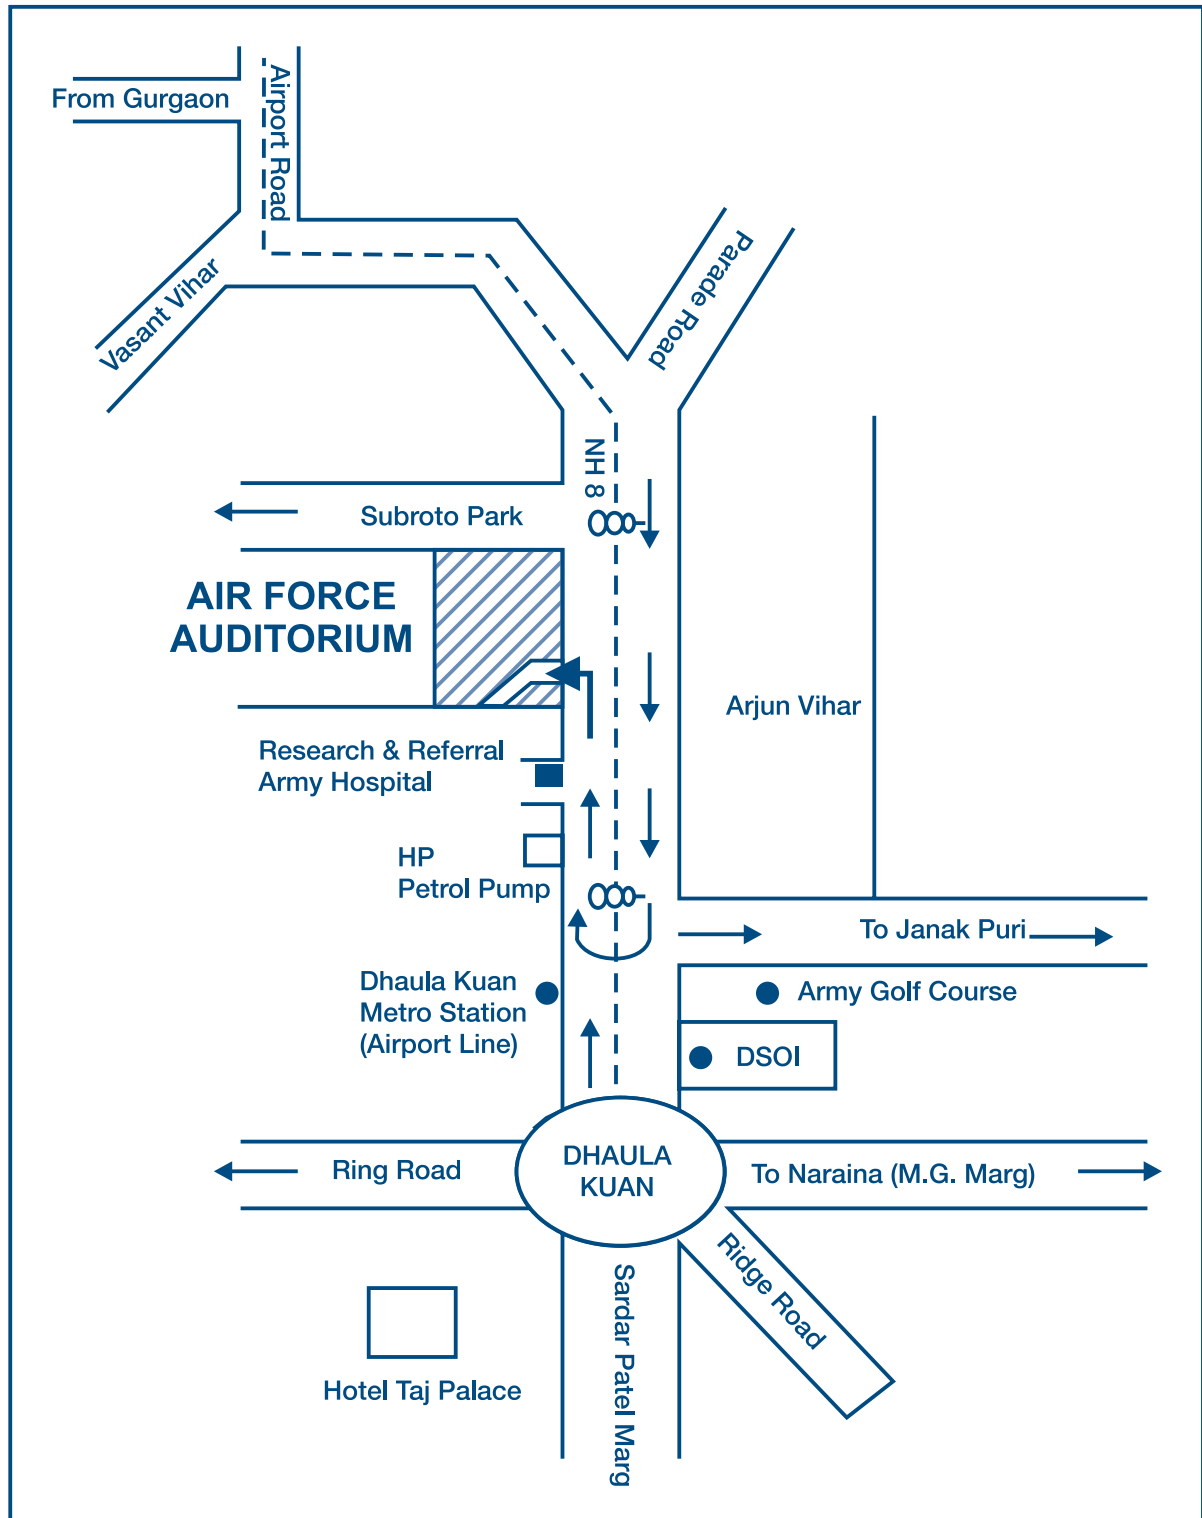 From Gurgaon
Airport Road
Vasant Vihar
Parade Road
NH 8
Subroto Park
AIR FORCE
AUDITORIUM
Arjun Vihar
Research & Referral
Army Hospital
HP
Petrol Pump
To Janak Puri
Dhaula Kuan
Metro Station
(Airport Line)
Army Golf Course
DSOI
Ring Road
DHAULA
KUAN
To Naraina (M.G. Marg)
Ridge Road
Sardar Patel Marg
Hotel Taj Palace